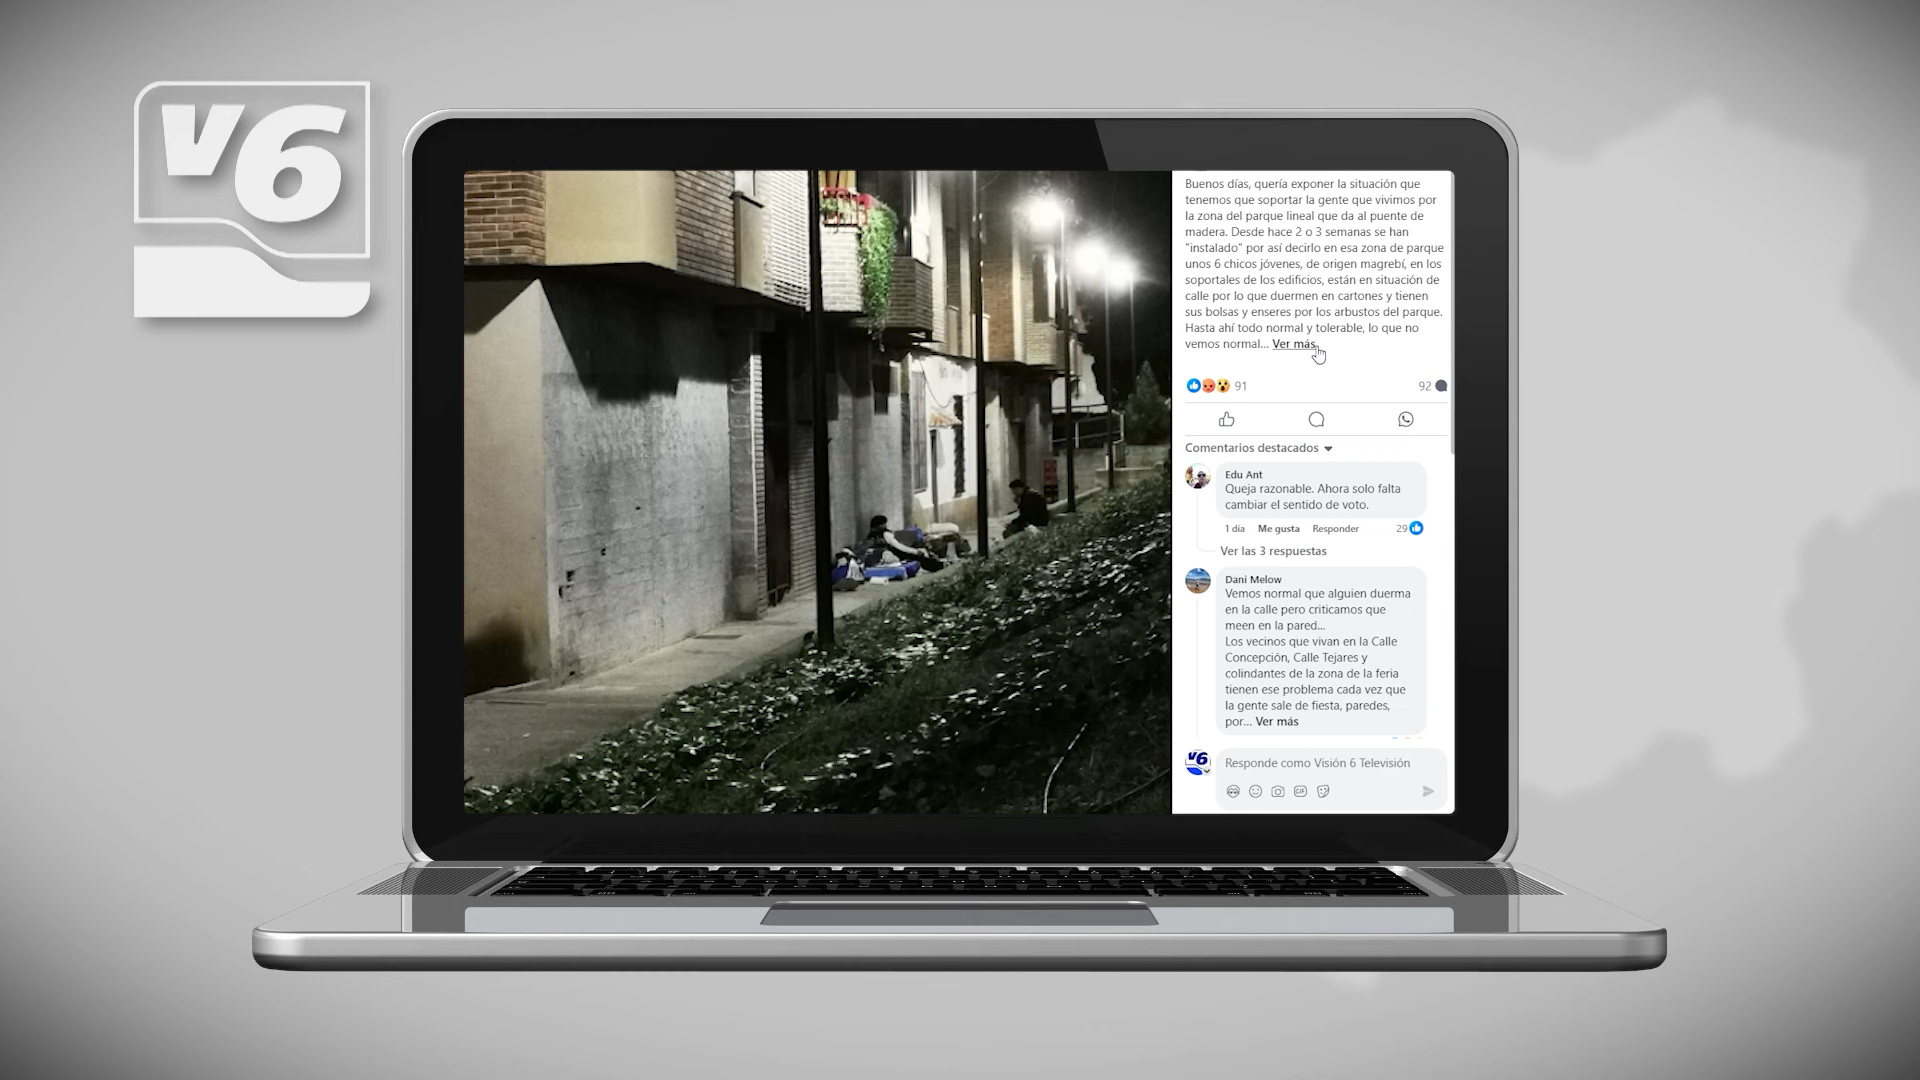 v6
Buenos días, quería exponer la situación que
tenemos que soportar la gente que vivimos por
la zona del parque lineal que da al puente de
madera. Desde hace 2 o 3 semanas se han
"instalado" por así decirlo en esa zona de parque
unos 6 chicos jóvenes, de origen magrebí, en los
soportales de los edificios, están en situación de
calle por lo que duermen en cartones y tienen
sus bolsas y enseres por los arbustos del parque.
Hasta ahí todo normal y tolerable, lo que no
vemos normal... Ver más
91
92
Comentarios destacados
Edu Ant
Queja razonable. Ahora solo falta
cambiar el sentido de voto.
1 día Me gusta Responder 29
Ver las 3 respuestas
Dani Melow
Vemos normal que alguien duerma
en la calle pero criticamos que
meen en la pared...
Los vecinos que vivan en la Calle
Concepción, Calle Tejares y
colindantes de la zona de la feria
tienen ese problema cada vez que
la gente sale de fiesta, paredes,
por... Ver más
v6
Responde como Visión 6 Televisión
GIF